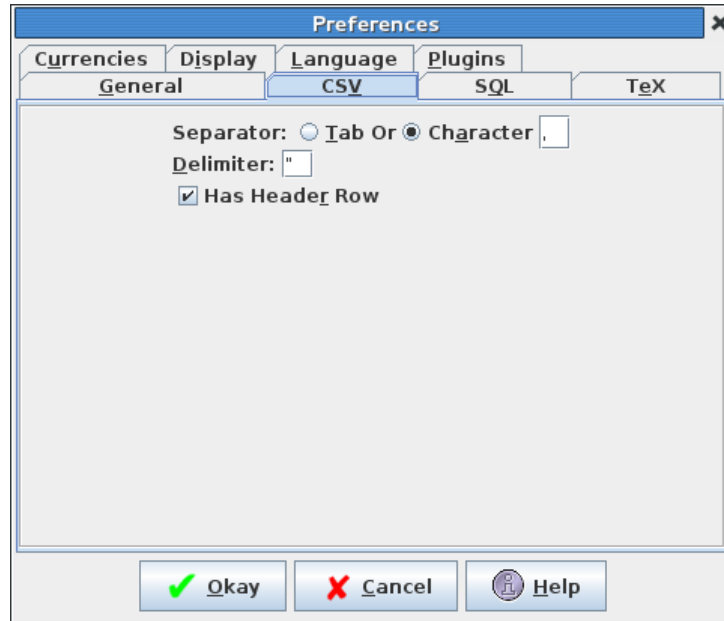 Preferences
Currencies Display Language Plugins
General CSV SQL TeX
Separator: Tab Or Character ,
Delimiter: "
Has Header Row
Okay Cancel Help